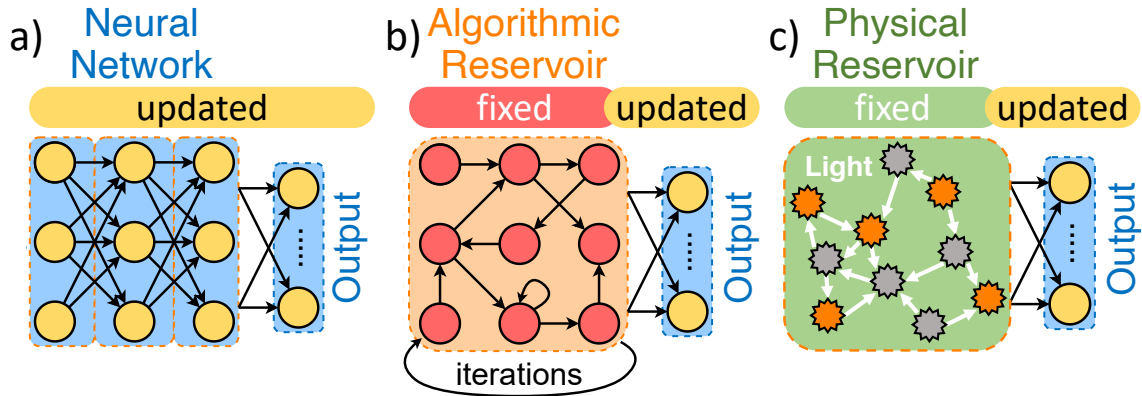 a) Neural
Network
updated
Output
b) Algorithmic
Reservoir
fixed updated
Output
iterations
c) Physical
Reservoir
fixed updated
Light
Output